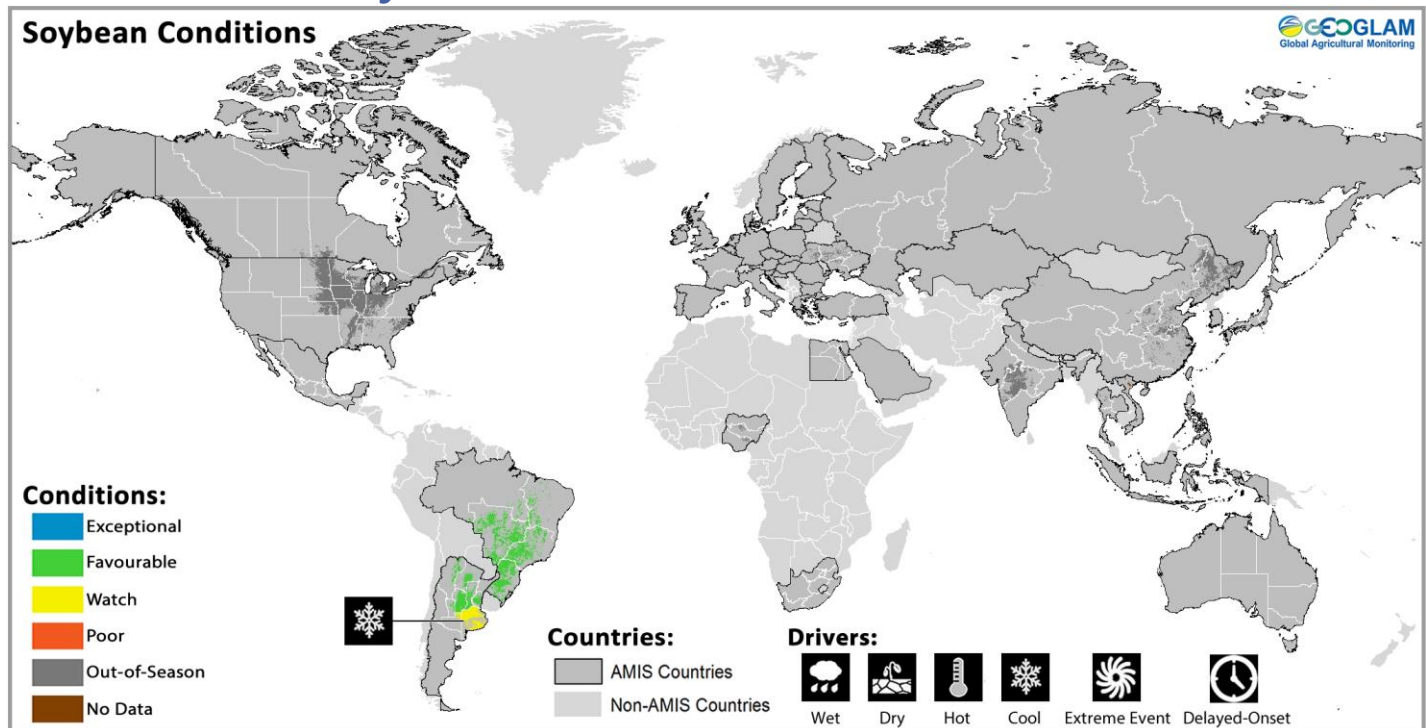 Soybean Conditions
GEOGLAM
Global Agricultural Monitoring
Conditions:
Exceptional
Favourable
Watch
Poor
Out-of-Season
No Data
Countries:
AMIS Countries
Non-AMIS Countries
Drivers:
Wet
Dry
Hot
Cool
Extreme Event
Delayed-Onset